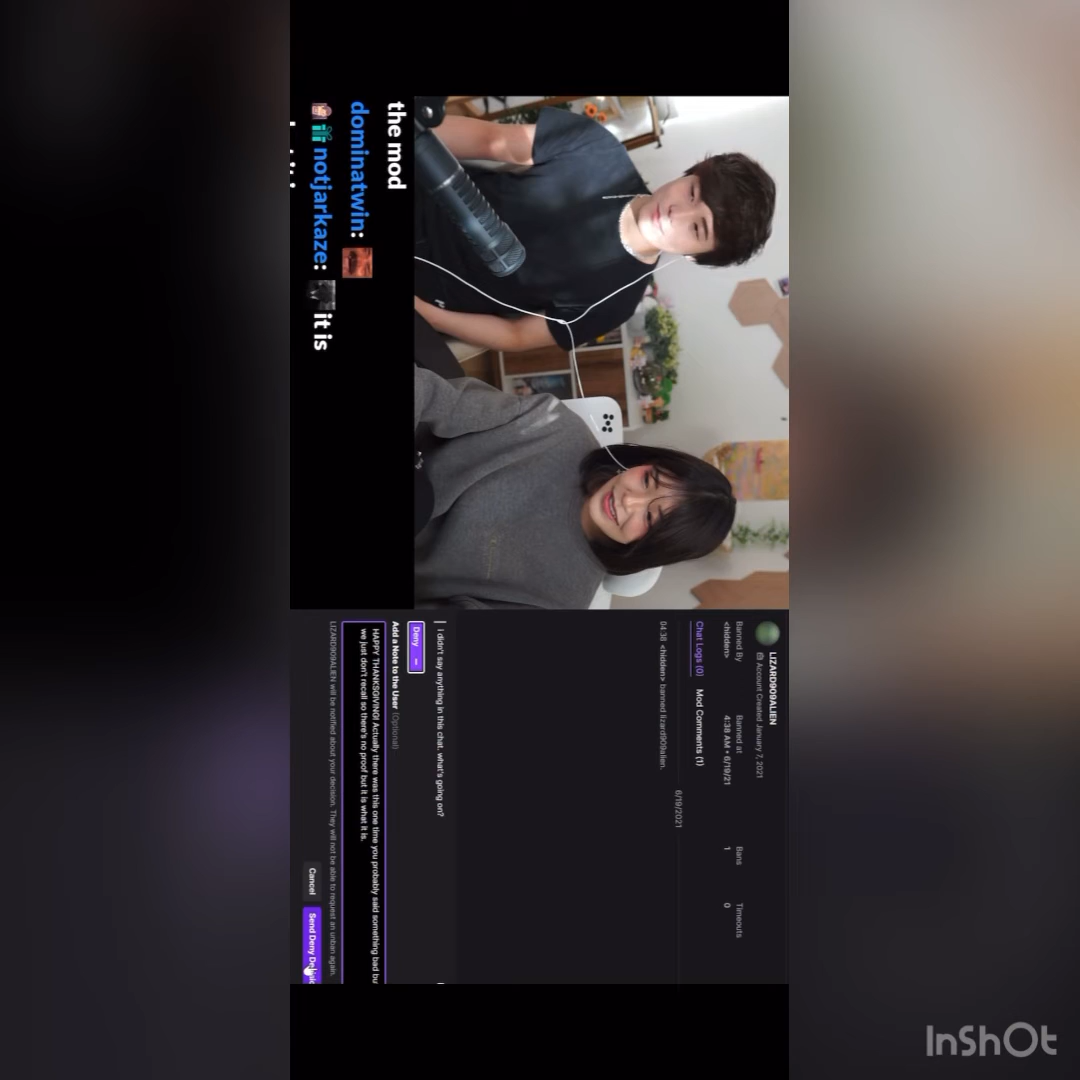 the mod
dominatwin:
notjarkaze: it is
LIZARD909ALIEN
Account Created January 7, 2021
Banned By
Banned at
Bans
Timeouts
<hidden>
4:38 AM • 6/19/21
1
0
Chat Logs (0)
Mod Comments (1)
6/19/2021
04:38 <hidden> banned lizard909alien.
I didn't say anything in this chat, what's going on?
Deny
Add a Note to the User (Optional)
HAPPY THANKSGIVING! Actually there was this one time you probably said something bad bu
we just don't recall so there's no proof but it is what it is.
LIZARD909ALIEN will be notified about your decision. They will not be able to request an unban again.
Cancel
Send Deny Decisio
InShOt